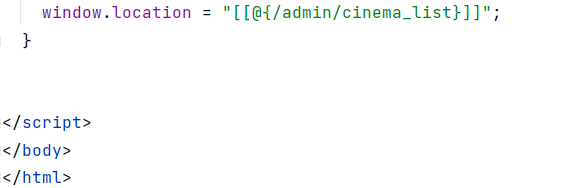 window.location = "[[@{/admin/cinema_list}]]";
}
</script>
</body>
</html>